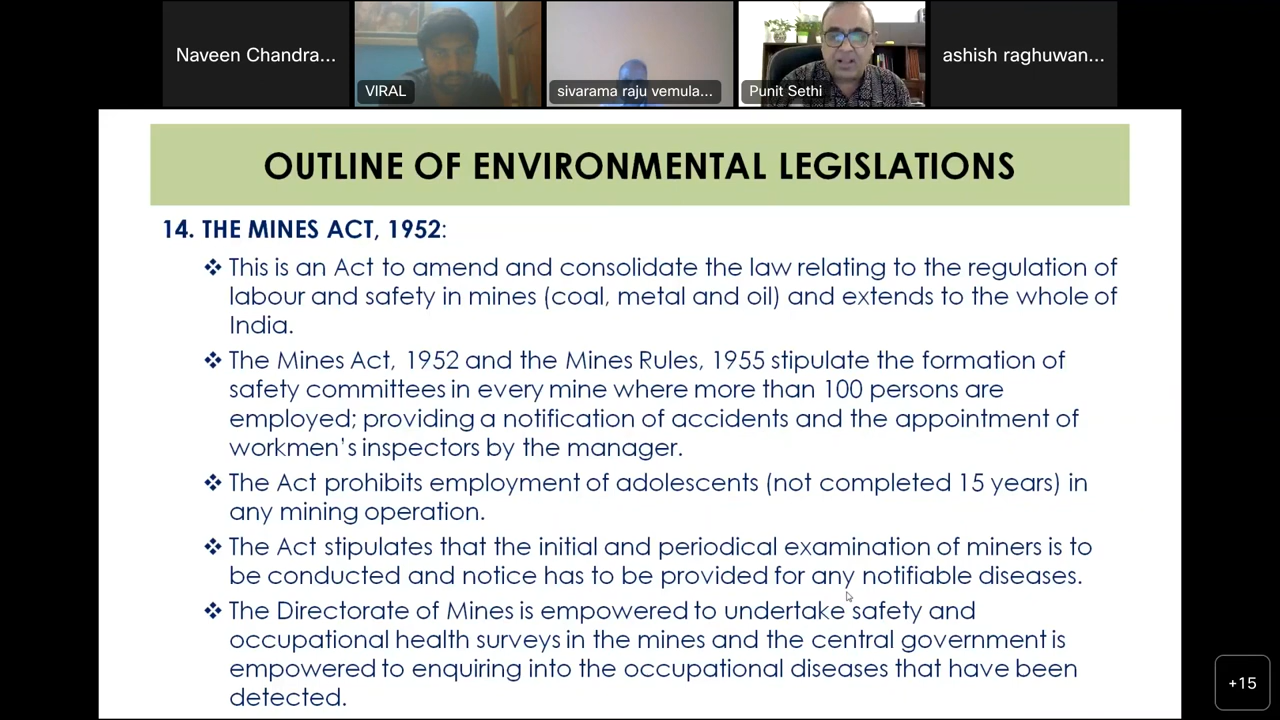 Naveen Chandra...
VIRAL
sivarama raju vemula...
Punit Sethi
ashish raghuwan...
OUTLINE OF ENVIRONMENTAL LEGISLATIONS
14. THE MINES ACT, 1952:
❖ This is an Act to amend and consolidate the law relating to the regulation of
labour and safety in mines (coal, metal and oil) and extends to the whole of
India.
❖ The Mines Act, 1952 and the Mines Rules, 1955 stipulate the formation of
safety committees in every mine where more than 100 persons are
employed; providing a notification of accidents and the appointment of
workmen’s inspectors by the manager.
❖ The Act prohibits employment of adolescents (not completed 15 years) in
any mining operation.
❖ The Act stipulates that the initial and periodical examination of miners is to
be conducted and notice has to be provided for any notifiable diseases.
❖ The Directorate of Mines is empowered to undertake safety and
occupational health surveys in the mines and the central government is
empowered to enquiring into the occupational diseases that have been
detected.
+15